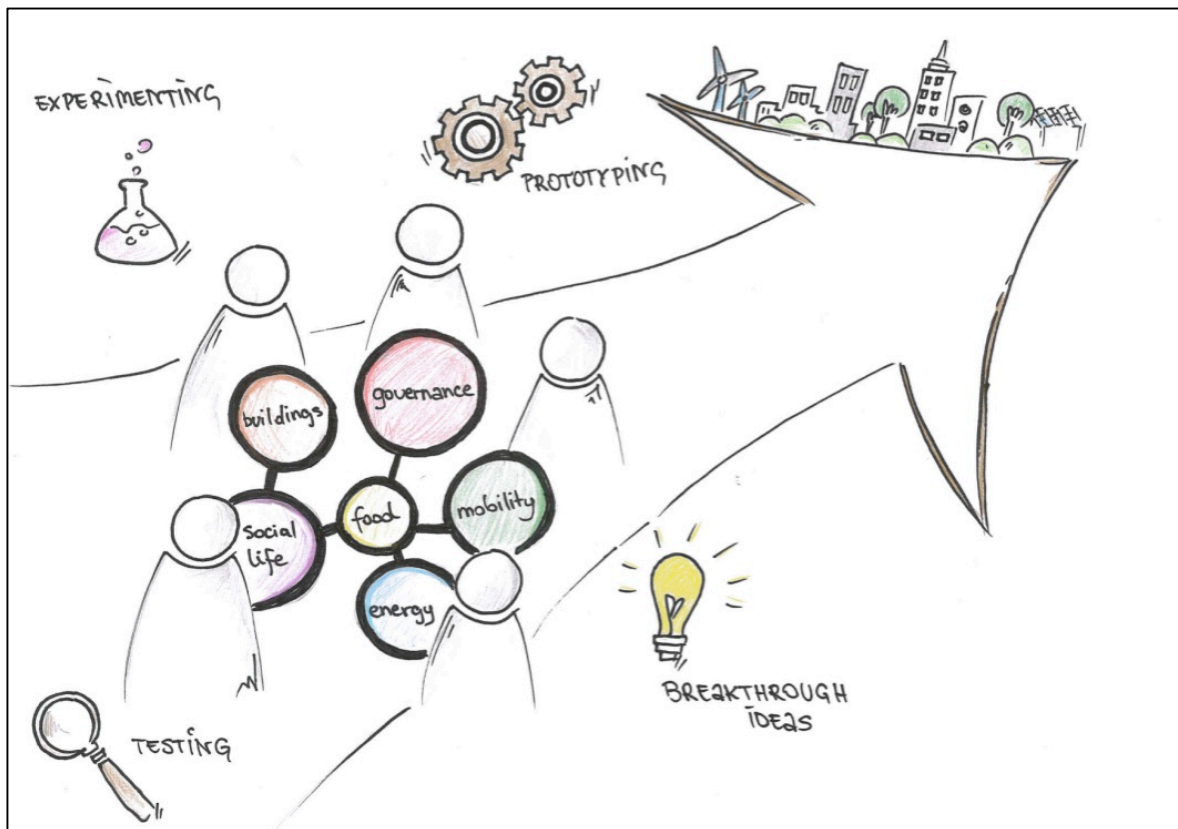 EXPERIMENTING
PROTOTYPING
governance
buildings
food
mobility
social
life
energy
BREaKTHROUGH
iDEaS
TESTiNG